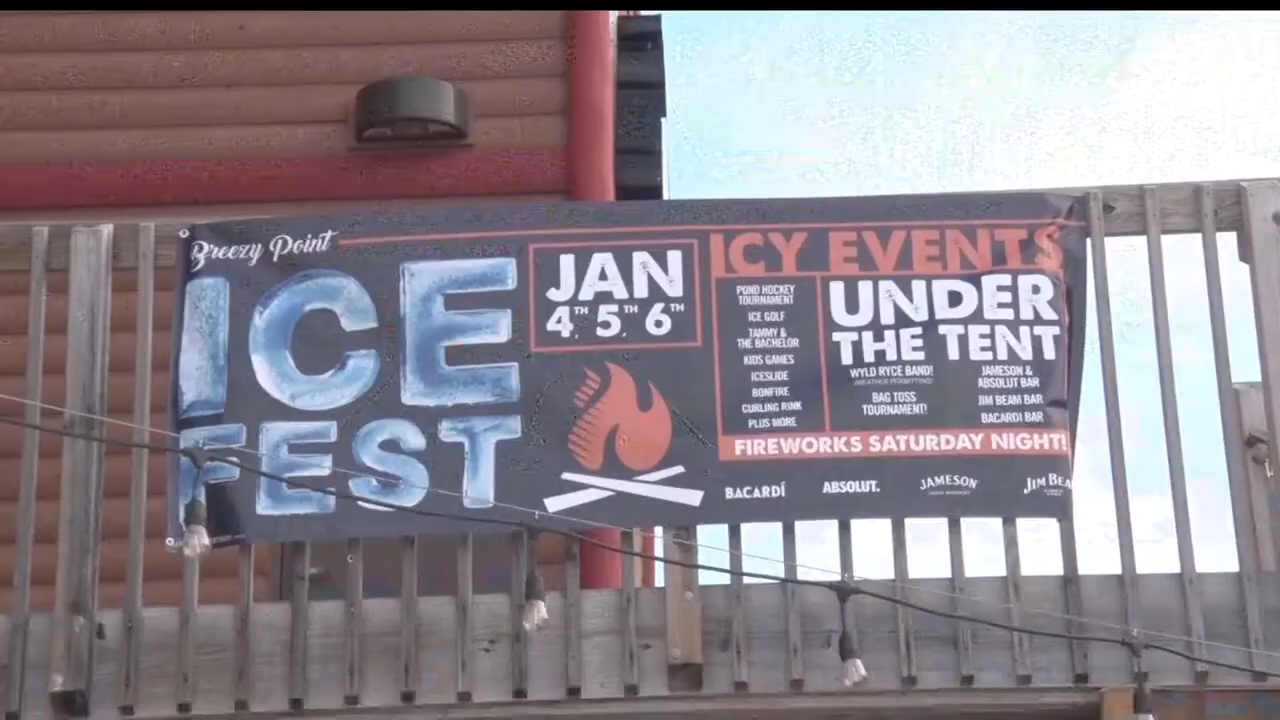 Breezy Point
ICE
FEST
JAN
4TH, 5TH, 6TH
ICY EVENTS
POND HOCKEY
TOURNAMENT
ICE GOLF
TAMMY &
THE BACHELOR
KIDS GAMES
ICESLIDE
BONFIRE
CURLING RINK
PLUS MORE
UNDER
THE TENT
WYLD RYCE BAND!
(WEATHER PERMITTING)
BAG TOSS
TOURNAMENT!
JAMESON &
ABSOLUT BAR
JIM BEAM BAR
BACARDI BAR
FIREWORKS SATURDAY NIGHT!
BACARDÍ
ABSOLUT.
JAMESON
JIM BEA